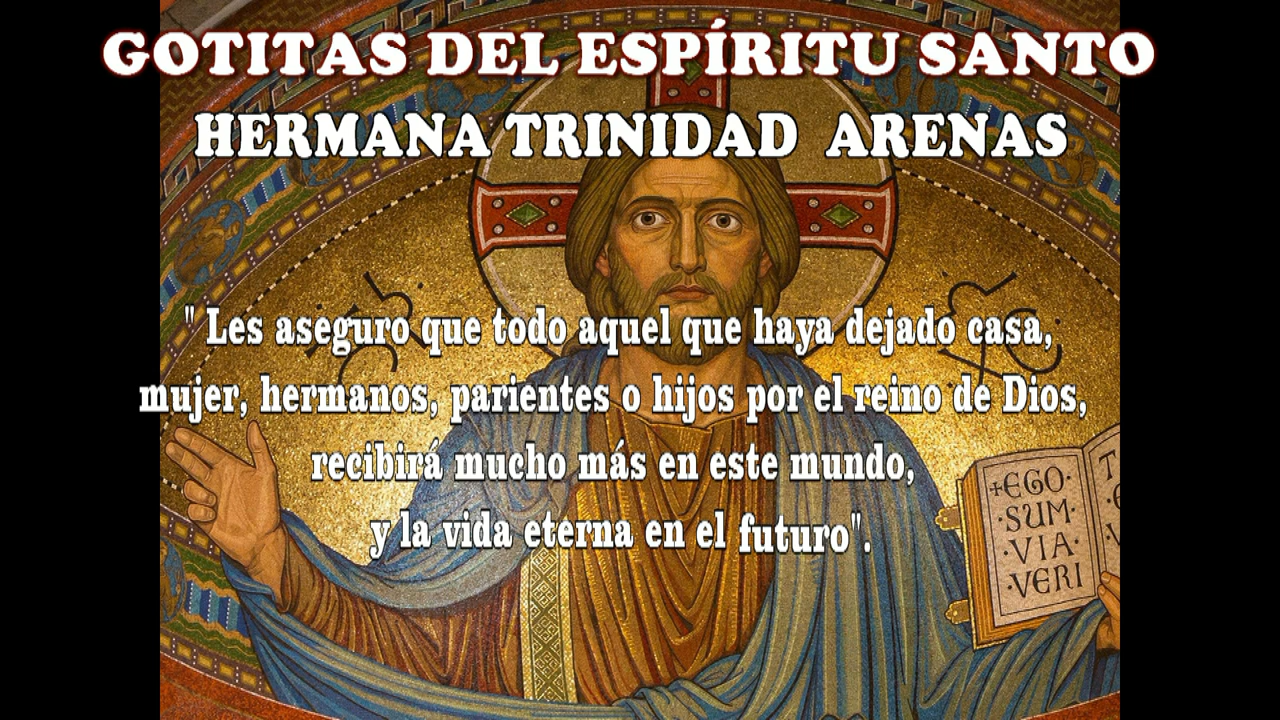 GOTITAS DEL ESPÍRITU SANTO
HERMANA TRINIDAD ARENAS
" Les aseguro que todo aquel que haya dejado casa,
mujer, hermanos, parientes o hijos por el reino de Dios,
recibirá mucho más en este mundo,
y la vida eterna en el futuro".
+EGO·
·SUM·
·VIA·
·VERI